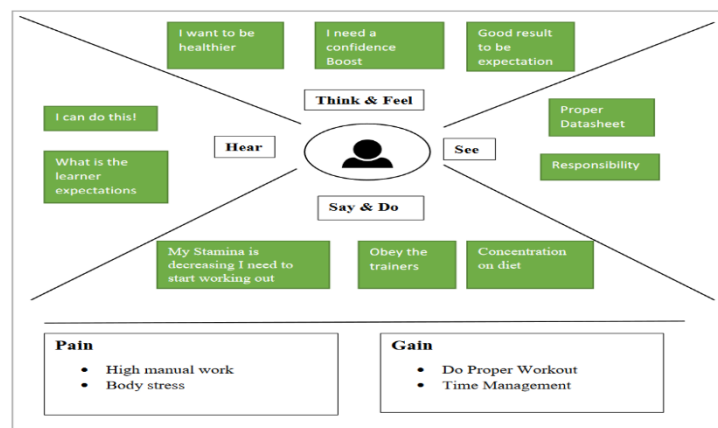 I want to be
healthier
I need a
confidence
Boost
Good result
to be
expectation
Think & Feel
I can do this!
What is the
learner
expectations
Hear
See
Proper
Datasheet
Responsibility
Say & Do
My Stamina is
decreasing I need to
start working out
Obey the
trainers
Concentration
on diet
Pain
• High manual work
• Body stress
Gain
• Do Proper Workout
• Time Management